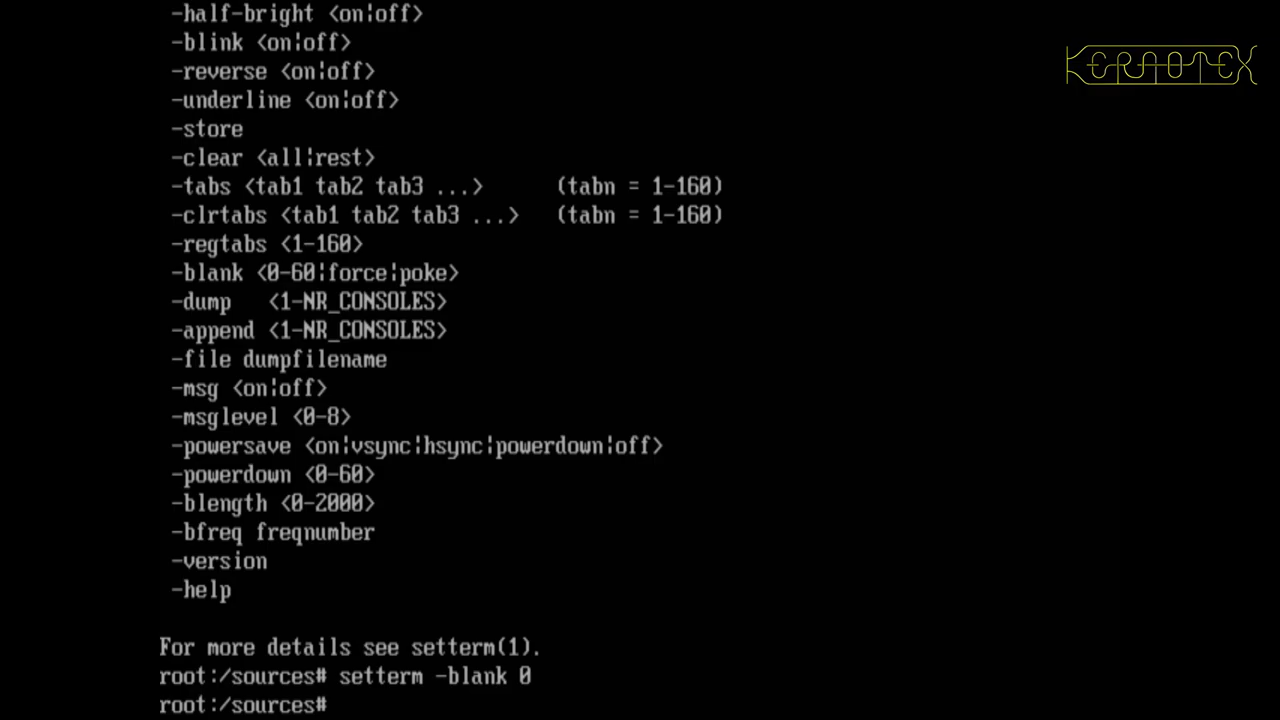 -half-bright <on¦off>
-blink <on¦off>
-reverse <on¦off>
-underline <on¦off>
-store
-clear <all¦rest>
-tabs <tab1 tab2 tab3 ...>      (tabn = 1-160)
-clrtabs <tab1 tab2 tab3 ...>   (tabn = 1-160)
-regtabs <1-160>
-blank <0-60¦force¦poke>
-dump   <1-NR_CONSOLES>
-append <1-NR_CONSOLES>
-file dumpfilename
-msg <on¦off>
-msglevel <0-8>
-powersave <on¦vsync¦hsync¦powerdown¦off>
-powerdown <0-60>
-blength <0-2000>
-bfreq freqnumber
-version
-help
For more details see setterm(1).
root:/sources# setterm -blank 0
root:/sources#
KERNOTEX